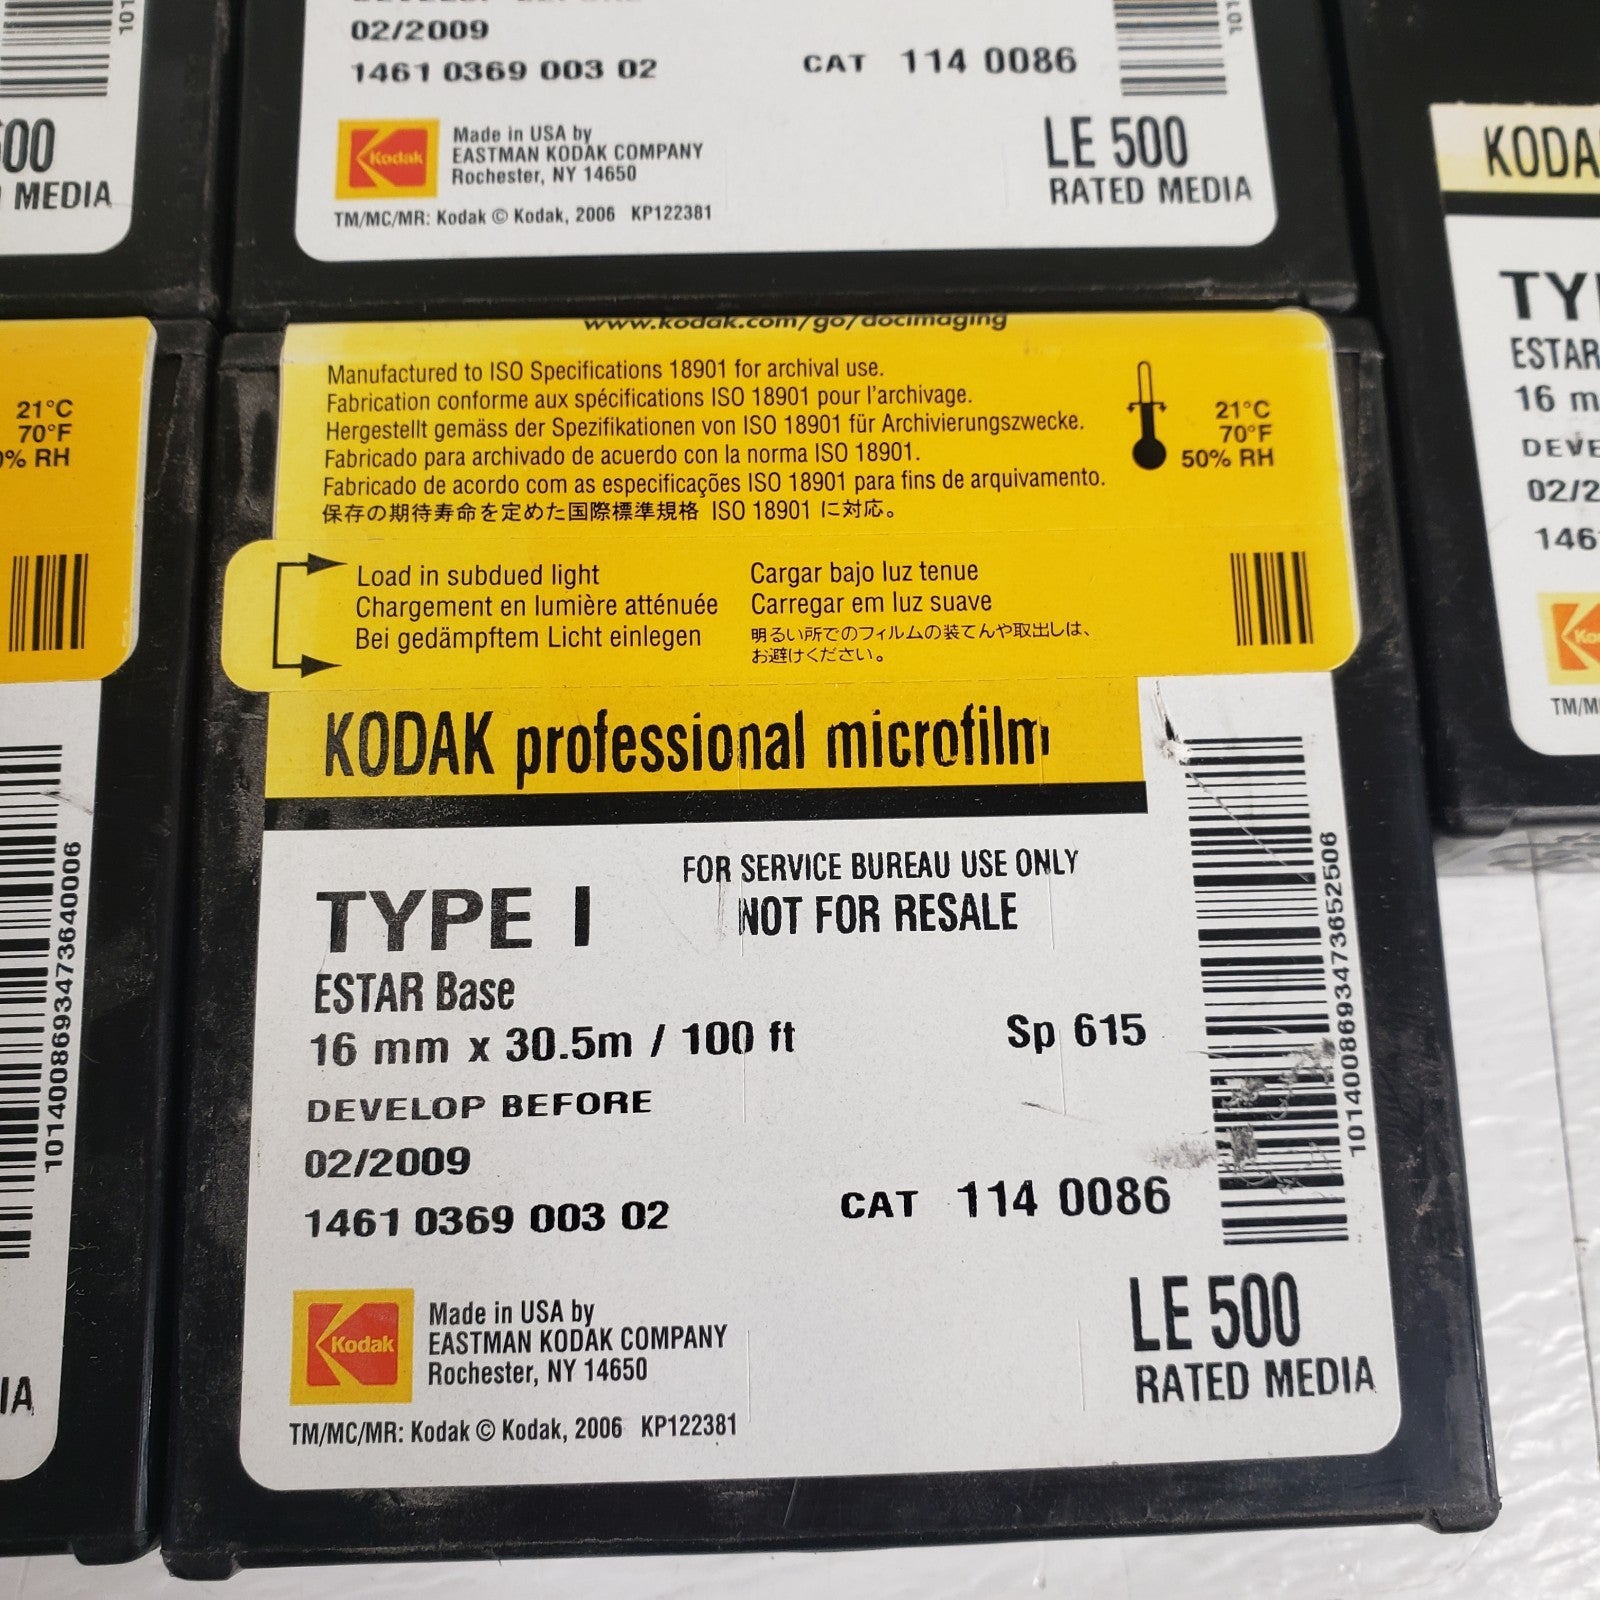 02/2009
1461 0369 003 02
CAT 114 0086
Kodak
Made in USA by
EASTMAN KODAK COMPANY
Rochester, NY 14650
TM/MC/MR: Kodak © Kodak, 2006 KP122381
LE 500
RATED MEDIA
MEDIA
21°C
70°F
% RH
1014008693473640006
www.kodak.com/go/docimaging
Manufactured to ISO Specifications 18901 for archival use.
Fabrication conforme aux spécifications ISO 18901 pour l'archivage.
Hergestellt gemäss der Spezifikationen von ISO 18901 für Archivierungszwecke.
Fabricado para archivado de acuerdo con la norma ISO 18901.
Fabricado de acordo com as especificações ISO 18901 para fins de arquivamento.
保存の期待寿命を定めた国際標準規格 ISO 18901 に対応。
21°C
70°F
50% RH
Load in subdued light
Chargement en lumière atténuée
Bei gedämpftem Licht einlegen
Cargar bajo luz tenue
Carregar em luz suave
明るい所でのフィルムの装てんや取出しは、
お避けください。
KODAK professional microfilm
TYPE I
FOR SERVICE BUREAU USE ONLY
NOT FOR RESALE
ESTAR Base
16 mm x 30.5m / 100 ft
Sp 615
DEVELOP BEFORE
02/2009
1461 0369 003 02
CAT 114 0086
1014008693473652506
Kodak
Made in USA by
EASTMAN KODAK COMPANY
Rochester, NY 14650
TM/MC/MR: Kodak © Kodak, 2006 KP122381
LE 500
RATED MEDIA
ESTAR
16 m